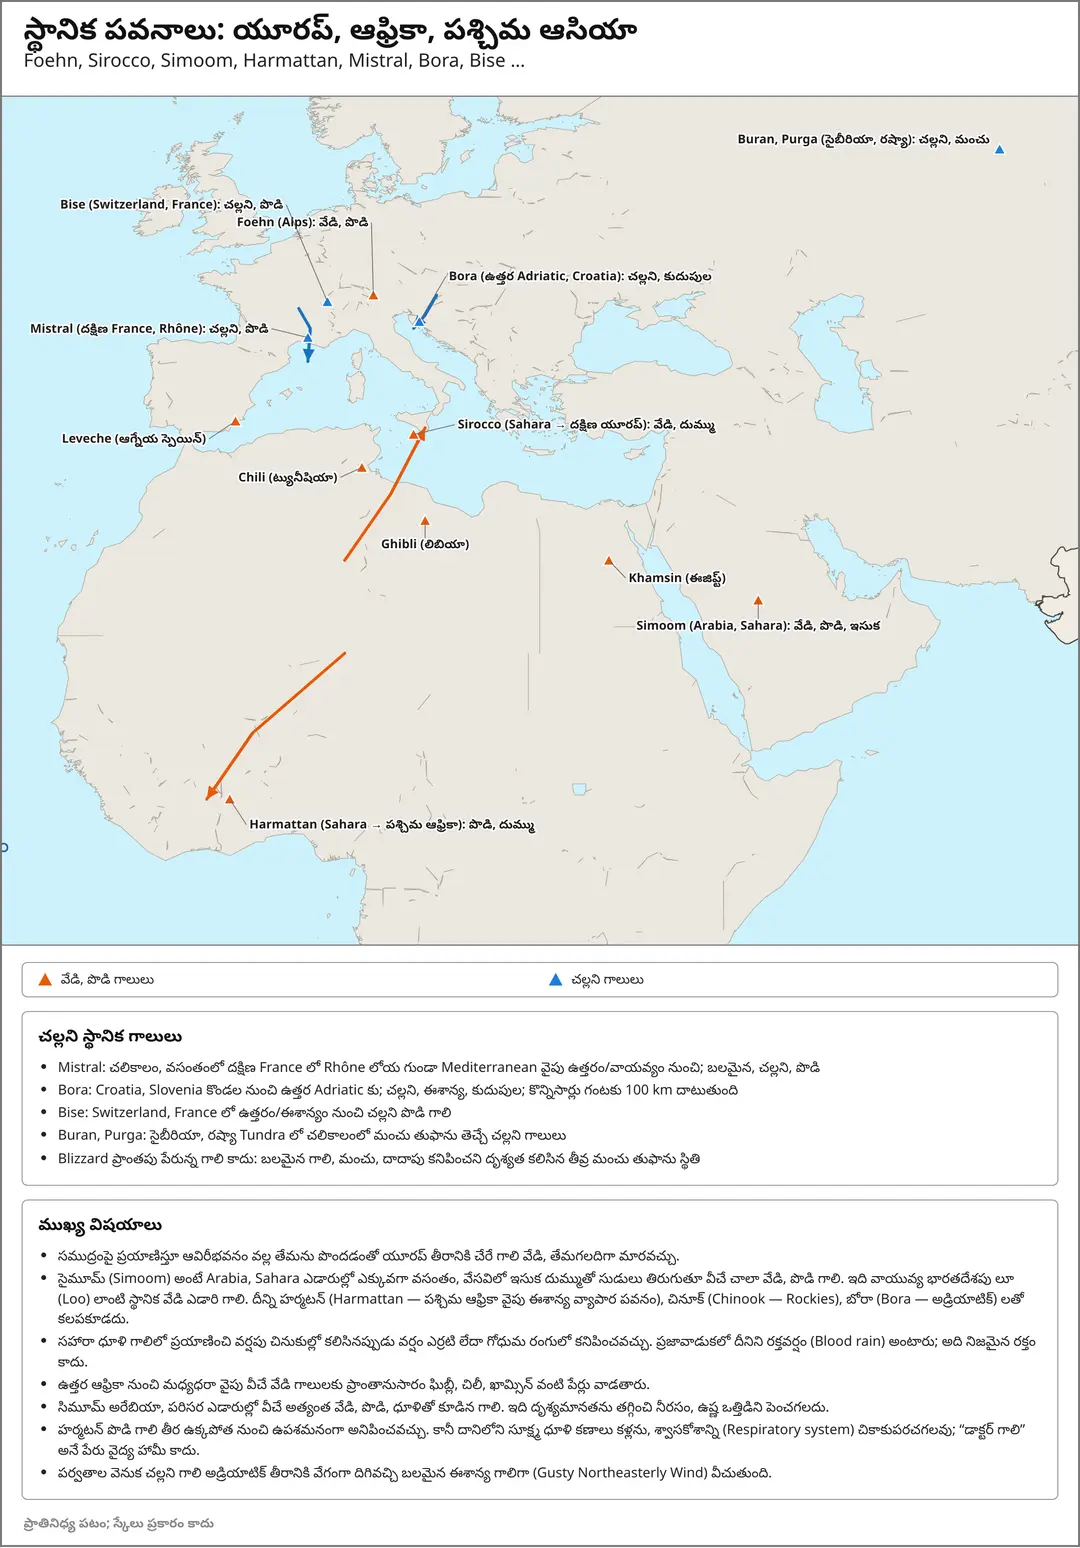 స్థానిక పవనాలు: యూరప్, ఆఫ్రికా, పశ్చిమ ఆసియా
Foehn, Sirocco, Simoom, Harmattan, Mistral, Bora, Bise ...
Buran, Purga (సైబీరియా, రష్యా): చల్లని, మంచు
Bise (Switzerland, France): చల్లని, పొడి
Foehn (Alps): వేడి, పొడి
Bora (ఉత్తర Adriatic, Croatia): చల్లని, కుదుపుల
Mistral (దక్షిణ France, Rhône): చల్లని, పొడి
Sirocco (Sahara → దక్షిణ యూరప్): వేడి, దుమ్ము
Leveche (ఆగ్నేయ స్పెయిన్)
Chili (ట్యునీషియా)
Ghibli (లిబియా)
Khamsin (ఈజిప్ట్)
Simoom (Arabia, Sahara): వేడి, పొడి, ఇసుక
Harmattan (Sahara → పశ్చిమ ఆఫ్రికా): పొడి, దుమ్ము
వేడి, పొడి గాలులు
చల్లని గాలులు
చల్లని స్థానిక గాలులు
• Mistral: చలికాలం, వసంతంలో దక్షిణ France లో Rhône లోయ గుండా Mediterranean వైపు ఉత్తరం/వాయవ్యం నుంచి; బలమైన, చల్లని, పొడి
• Bora: Croatia, Slovenia కొండల నుంచి ఉత్తర Adriatic కు; చల్లని, ఈశాన్య, కుదుపుల; కొన్నిసార్లు గంటకు 100 km దాటుతుంది
• Bise: Switzerland, France లో ఉత్తరం/ఈశాన్యం నుంచి చల్లని పొడి గాలి
• Buran, Purga: సైబీరియా, రష్యా Tundra లో చలికాలంలో మంచు తుఫాను తెచ్చే చల్లని గాలులు
• Blizzard ప్రాంతపు పేరున్న గాలి కాదు: బలమైన గాలి, మంచు, దాదాపు కనిపించని దృశ్యత కలిసిన తీవ్ర మంచు తుఫాను స్థితి
ముఖ్య విషయాలు
• సముద్రంపై ప్రయాణిస్తూ ఆవిరీభవనం వల్ల తేమను పొందడంతో యూరప్ తీరానికి చేరే గాలి వేడి, తేమగలదిగా మారవచ్చు.
• సైమూమ్ (Simoom) అంటే Arabia, Sahara ఎడారుల్లో ఎక్కువగా వసంతం, వేసవిలో ఇసుక దుమ్ముతో సుడులు తిరుగుతూ వీచే చాలా వేడి, పొడి గాలి. ఇది వాయువ్య భారతదేశపు లూ
(Loo) లాంటి స్థానిక వేడి ఎడారి గాలి. దీన్ని హర్మటన్ (Harmattan — పశ్చిమ ఆఫ్రికా వైపు ఈశాన్య వ్యాపార పవనం), చినూక్ (Chinook — Rockies), బోరా (Bora — అడ్రియాటిక్) లతో
కలపకూడదు.
• సహారా ధూళి గాలిలో ప్రయాణించి వర్షపు చినుకుల్లో కలిసినప్పుడు వర్షం ఎర్రటి లేదా గోధుమ రంగులో కనిపించవచ్చు. ప్రజావాడుకలో దీనిని రక్తవర్షం (Blood rain) అంటారు; అది నిజమైన రక్తం
కాదు.
• ఉత్తర ఆఫ్రికా నుంచి మధ్యధరా వైపు వీచే వేడి గాలులకు ప్రాంతానుసారం ఘిబ్లీ, చిలీ, ఖామ్సిన్ వంటి పేర్లు వాడతారు.
• సిమూమ్ అరేబియా, పరిసర ఎడారుల్లో వీచే అత్యంత వేడి, పొడి, ధూళితో కూడిన గాలి. ఇది దృశ్యమానతను తగ్గించి నీరసం, ఉష్ణ ఒత్తిడిని పెంచగలదు.
• హర్మటన్ పొడి గాలి తీర ఉక్కపోత నుంచి ఉపశమనంగా అనిపించవచ్చు. కానీ దానిలోని సూక్ష్మ ధూళి కణాలు కళ్లను, శ్వాసకోశాన్ని (Respiratory system) చికాకుపరచగలవు; “డాక్టర్ గాలి”
అనే పేరు వైద్య హామీ కాదు.
• పర్వతాల వెనుక చల్లని గాలి అడ్రియాటిక్ తీరానికి వేగంగా దిగివచ్చి బలమైన ఈశాన్య గాలిగా (Gusty Northeasterly Wind) వీచుతుంది.
ప్రాతినిధ్య పటం; స్కేలు ప్రకారం కాదు